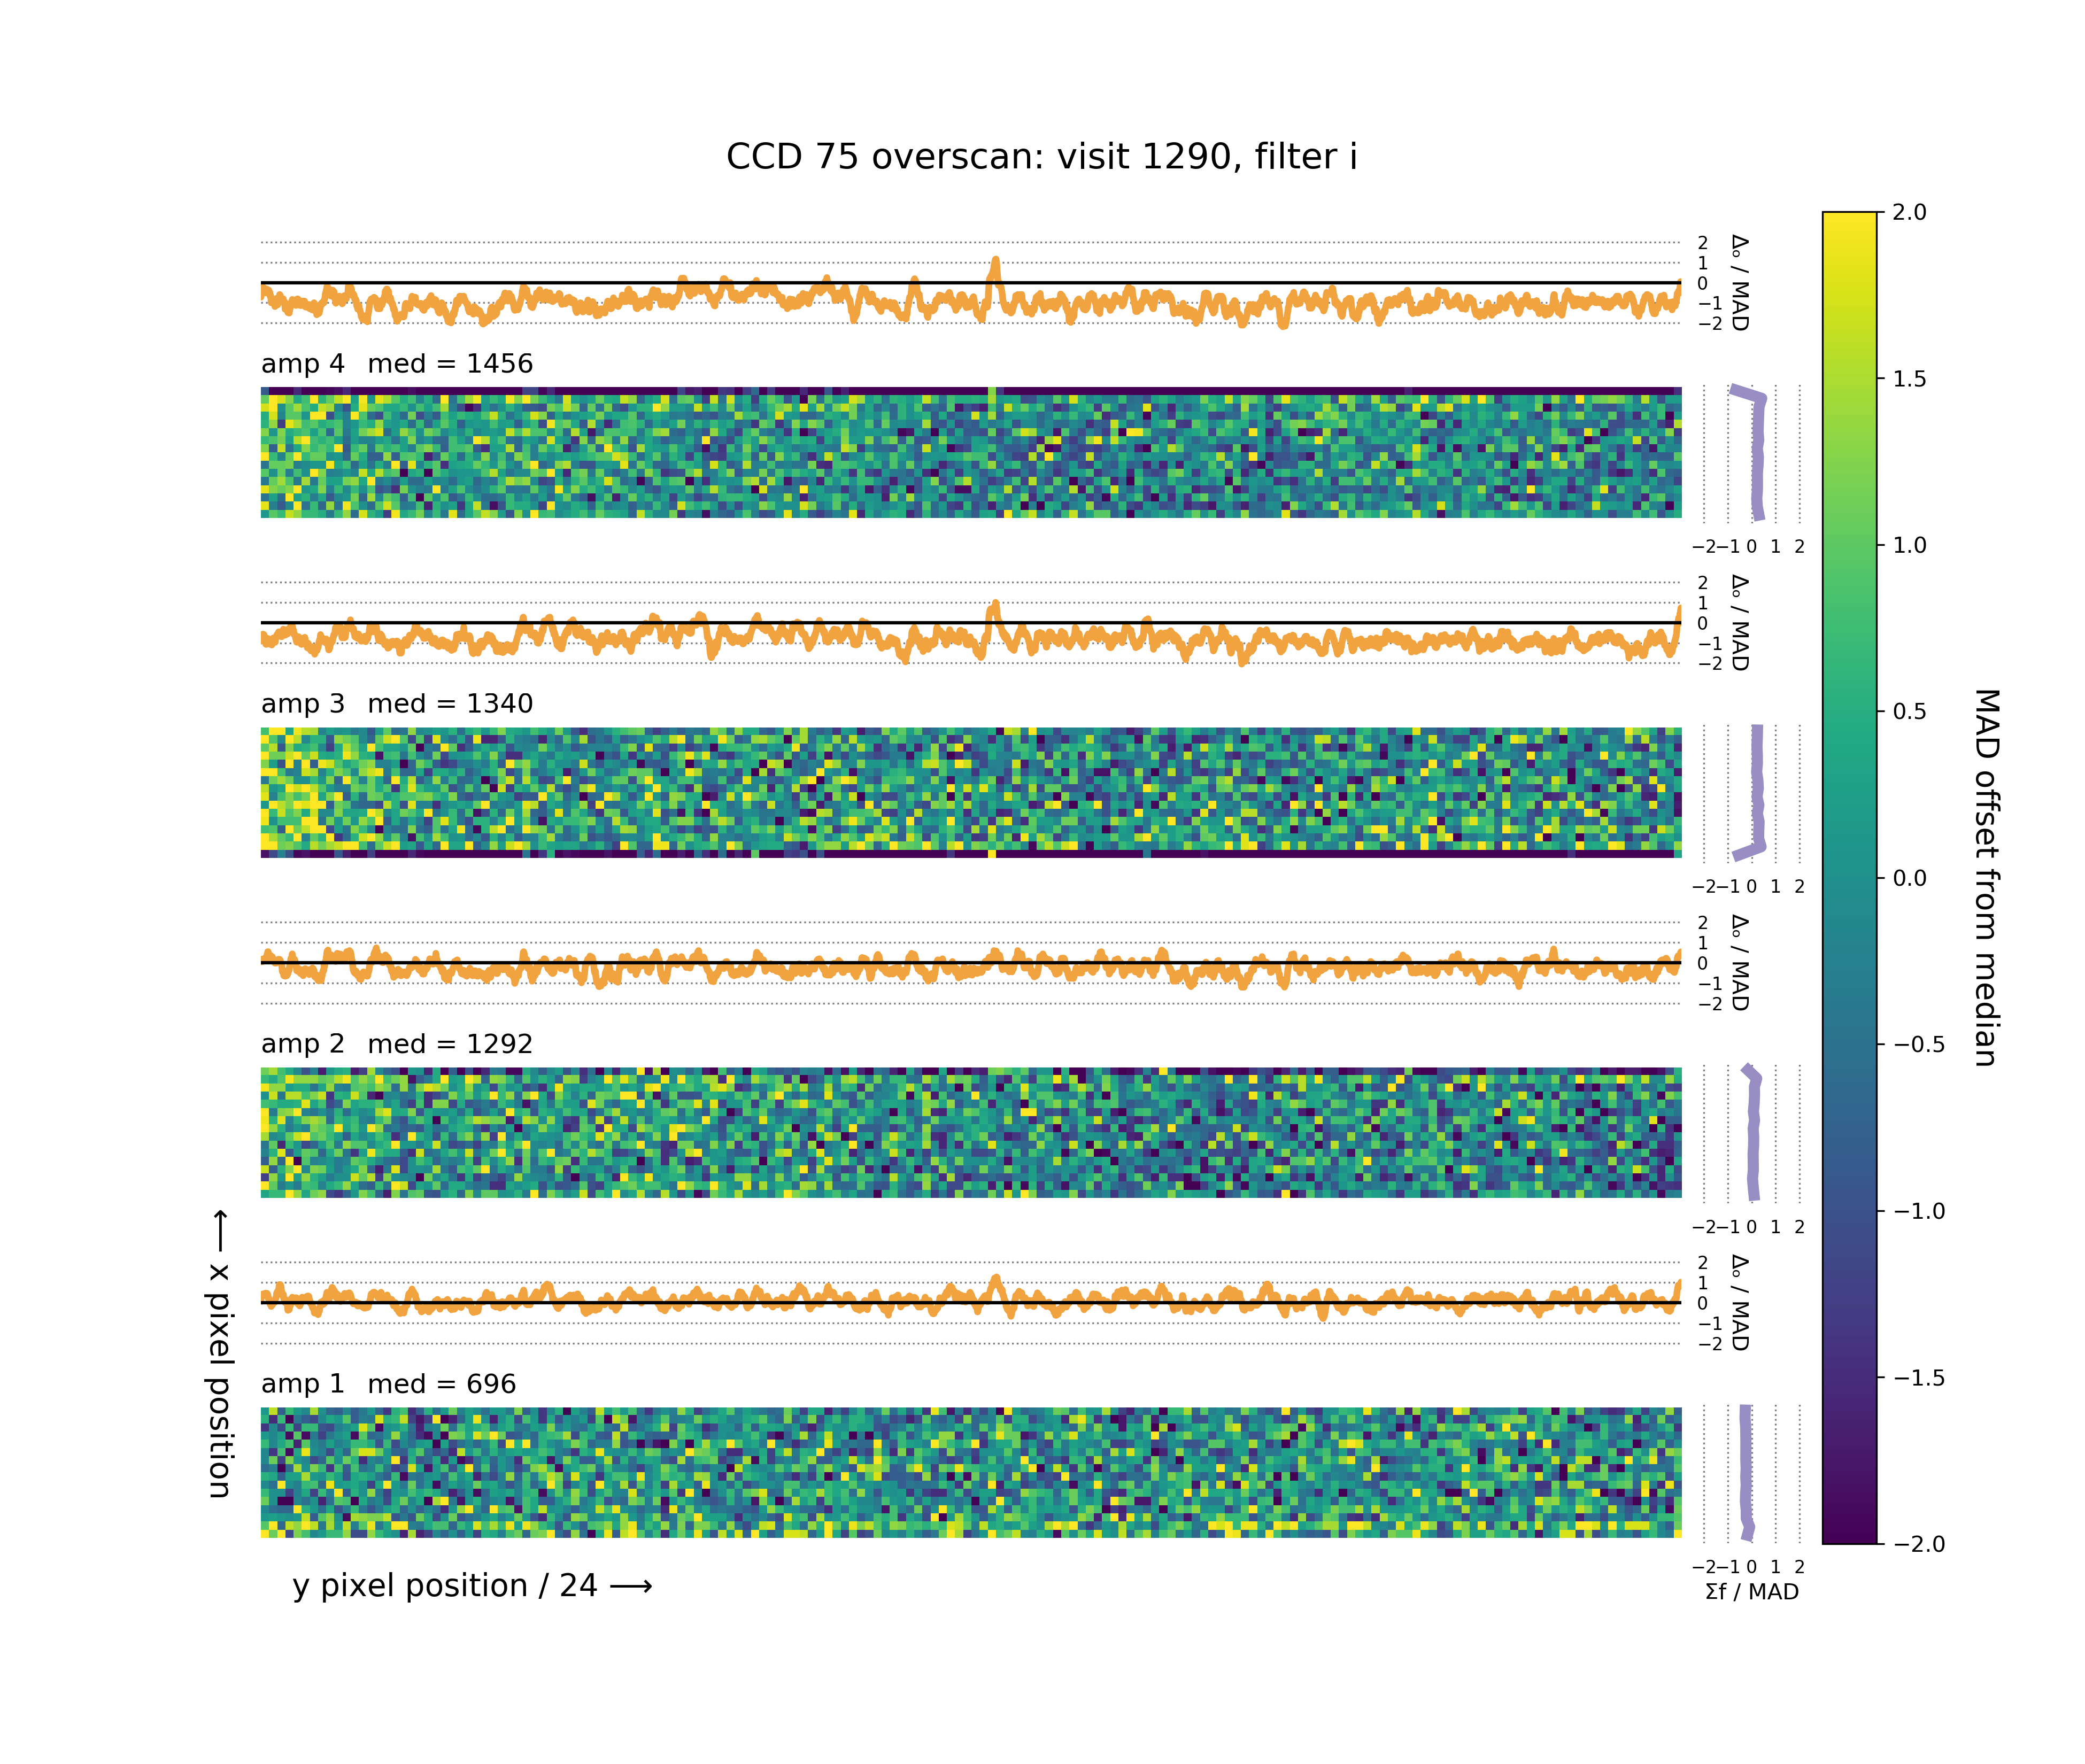 CCD 75 overscan: visit 1290, filter i
2
1
0
−1
−2
Δₒ / MAD
amp 4 med = 1456
−2 −1 0 1 2
2
1
0
−1
−2
Δₒ / MAD
amp 3 med = 1340
−2 −1 0 1 2
2
1
0
−1
−2
Δₒ / MAD
amp 2 med = 1292
−2 −1 0 1 2
2
1
0
−1
−2
Δₒ / MAD
amp 1 med = 696
−2 −1 0 1 2
Σf / MAD
y pixel position / 24 ⟶
⟵ x pixel position
2.0
1.5
1.0
0.5
0.0
−0.5
−1.0
−1.5
−2.0
MAD offset from median